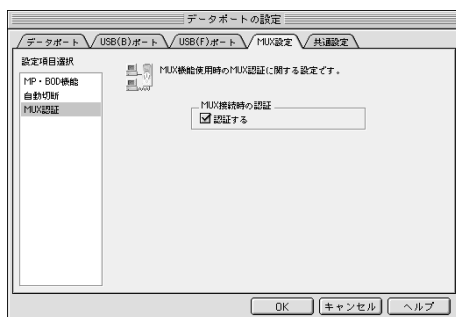 データポートの設定
データポート
USB(B)ポート
USB(F)ポート
MUX設定
共通設定
設定項目選択
MP・BOD機能
自動切断
MUX認証
MUX機能使用時のMUX認証に関する設定です．
MUX接続時の認証
認証する
OK
キャンセル
ヘルプ